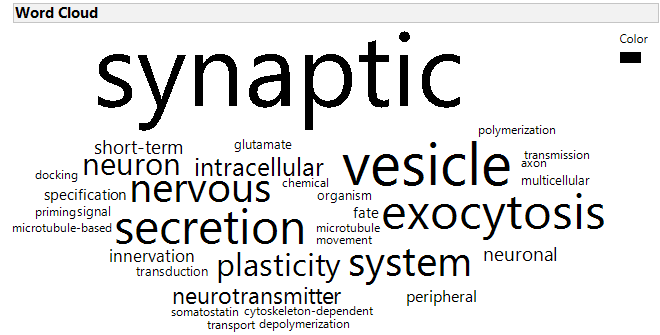 Word Cloud
Color
synaptic
polymerization
short-term
glutamate
neuron
intracellular
vesicle
transmission
axon
docking
nervous
chemical
multicellular
specification
organism
priming
signal
secretion
fate
exocytosis
microtubule-based
microtubule
movement
innervation
plasticity
system
neuronal
transduction
neurotransmitter
peripheral
somatostatin
cytoskeleton-dependent
transport
depolymerization